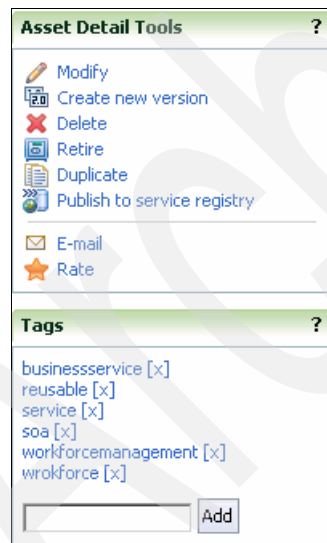 Asset Detail Tools ?
Modify
Create new version
Delete
Retire
Duplicate
Publish to service registry
E-mail
Rate
Tags ?
businessservice [x]
reusable [x]
service [x]
soa [x]
workforcemanagement [x]
wrokforce [x]
Add